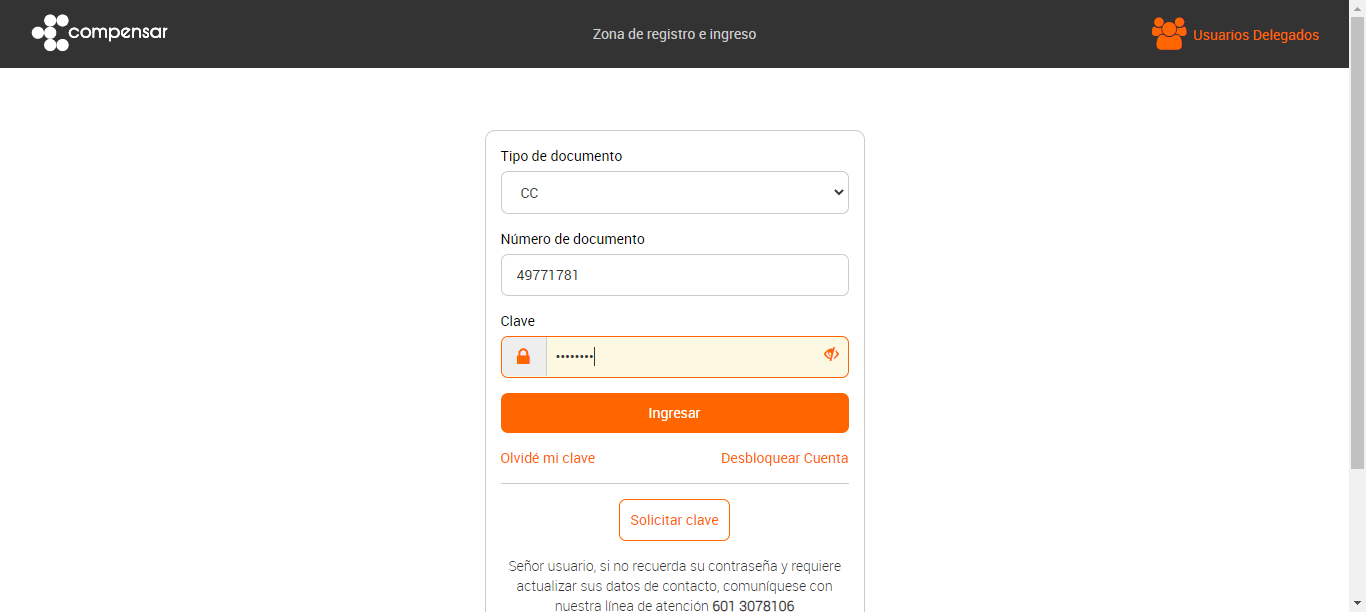 compensar
Zona de registro e ingreso
Usuarios Delegados
Tipo de documento
CC
Número de documento
49771781
Clave
••••••••
Ingresar
Olvidé mi clave
Desbloquear Cuenta
Solicitar clave
Señor usuario, si no recuerda su contraseña y requiere
actualizar sus datos de contacto, comuníquese con
nuestra línea de atención 601 3078106